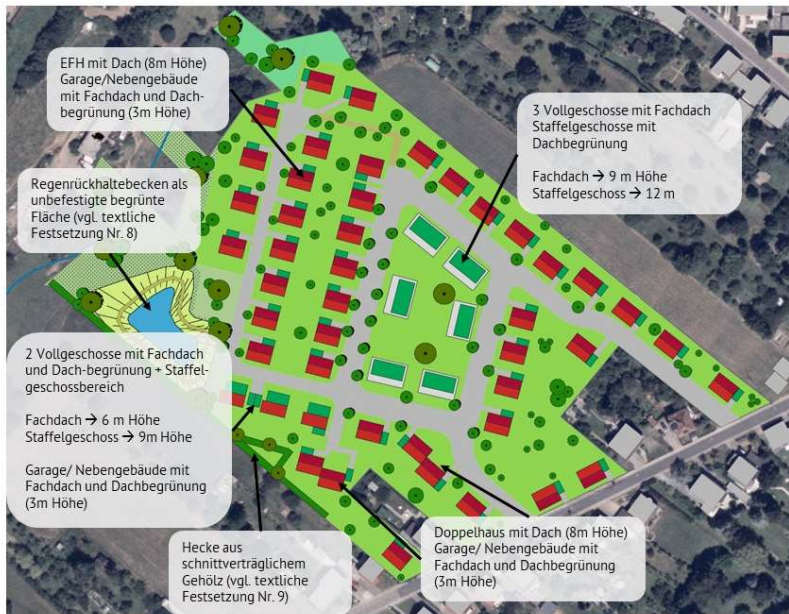 EFH mit Dach (8m Höhe)
Garage/Nebengebäude
mit Fachdach und Dach-
begrünung (3m Höhe)
3 Vollgeschosse mit Fachdach
Staffelgeschosse mit
Dachbegrünung
Fachdach → 9 m Höhe
Staffelgeschoss → 12 m
Regenrückhaltebecken als
unbefestigte begrünte
Fläche (vgl. textliche
Festsetzung Nr. 8)
2 Vollgeschosse mit Fachdach
und Dach-begrünung + Staffel-
geschossbereich
Fachdach → 6 m Höhe
Staffelgeschoss → 9m Höhe
Garage/ Nebengebäude mit
Fachdach und Dachbegrünung
(3m Höhe)
Hecke aus
schnittverträglichem
Gehölz (vgl. textliche
Festsetzung Nr. 9)
Doppelhaus mit Dach (8m Höhe)
Garage/ Nebengebäude mit
Fachdach und Dachbegrünung
(3m Höhe)